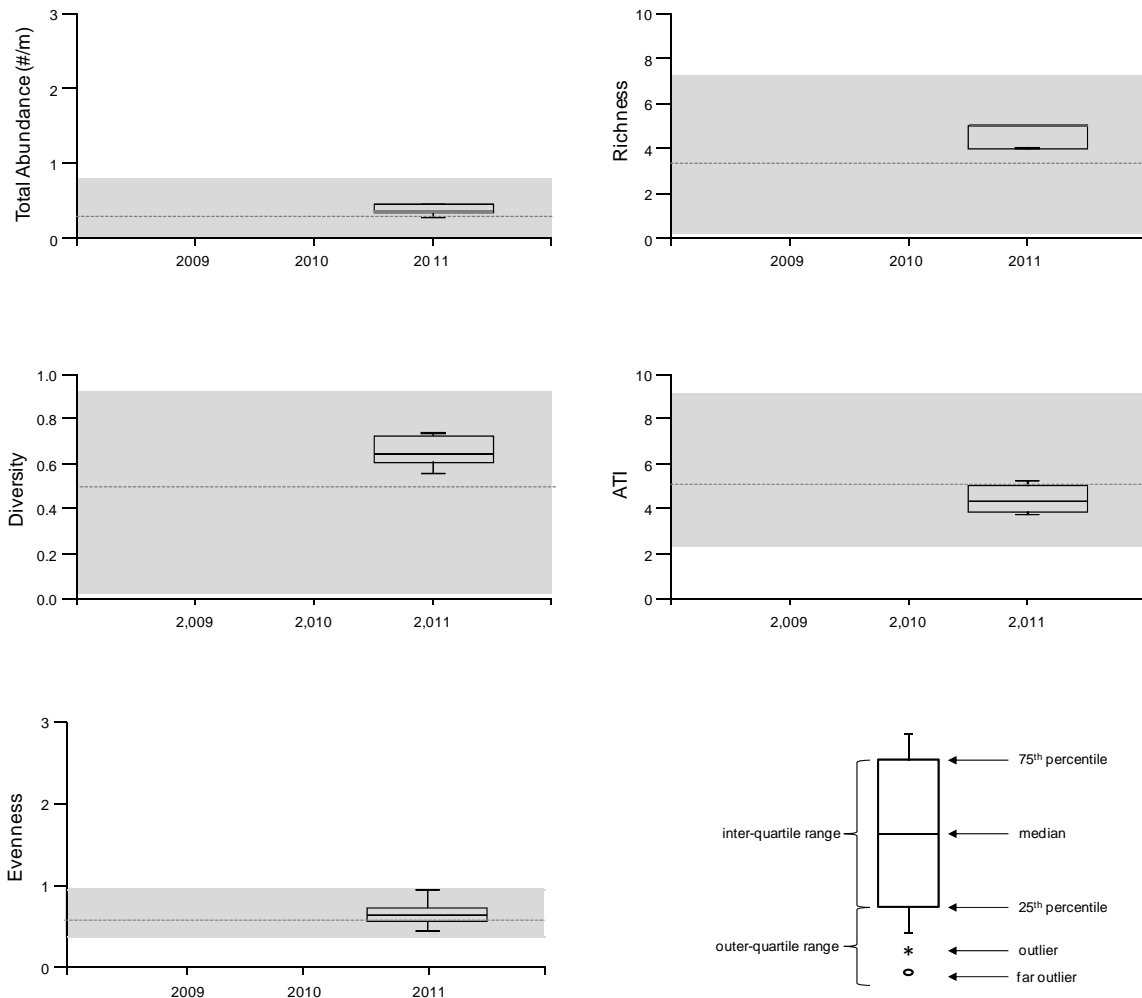 Total Abundance (#/m)
3
2
1
0
2009 2010 2011
Richness
10
8
6
4
2
0
2009 2010 2011
Diversity
1.0
0.8
0.6
0.4
0.2
0.0
2,009 2,010 2,011
ATI
10
8
6
4
2
0
2,009 2,010 2,011
Evenness
3
2
1
0
2009 2010 2011
75th percentile
inter-quartile range
median
25th percentile
outer-quartile range
outlier
far outlier